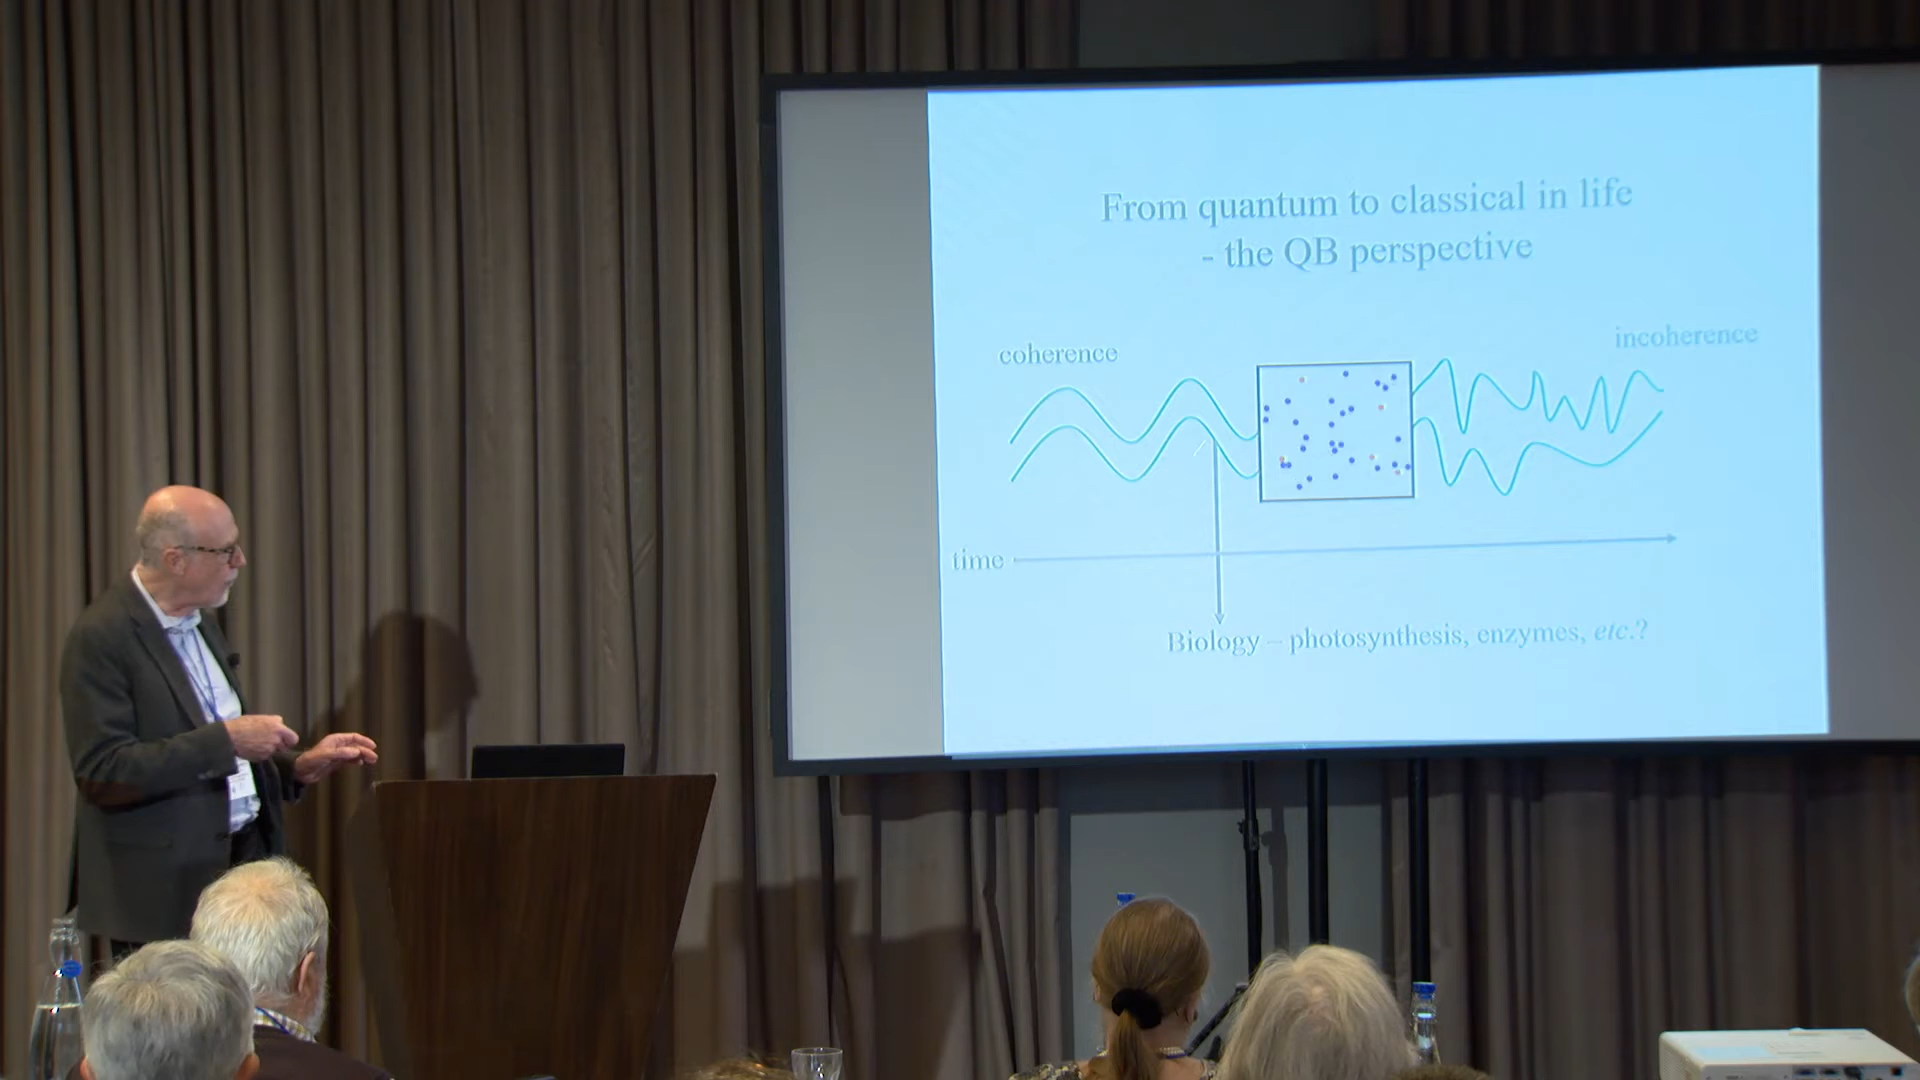 From quantum to classical in life
- the QB perspective
coherence
incoherence
time
Biology – photosynthesis, enzymes, etc.?